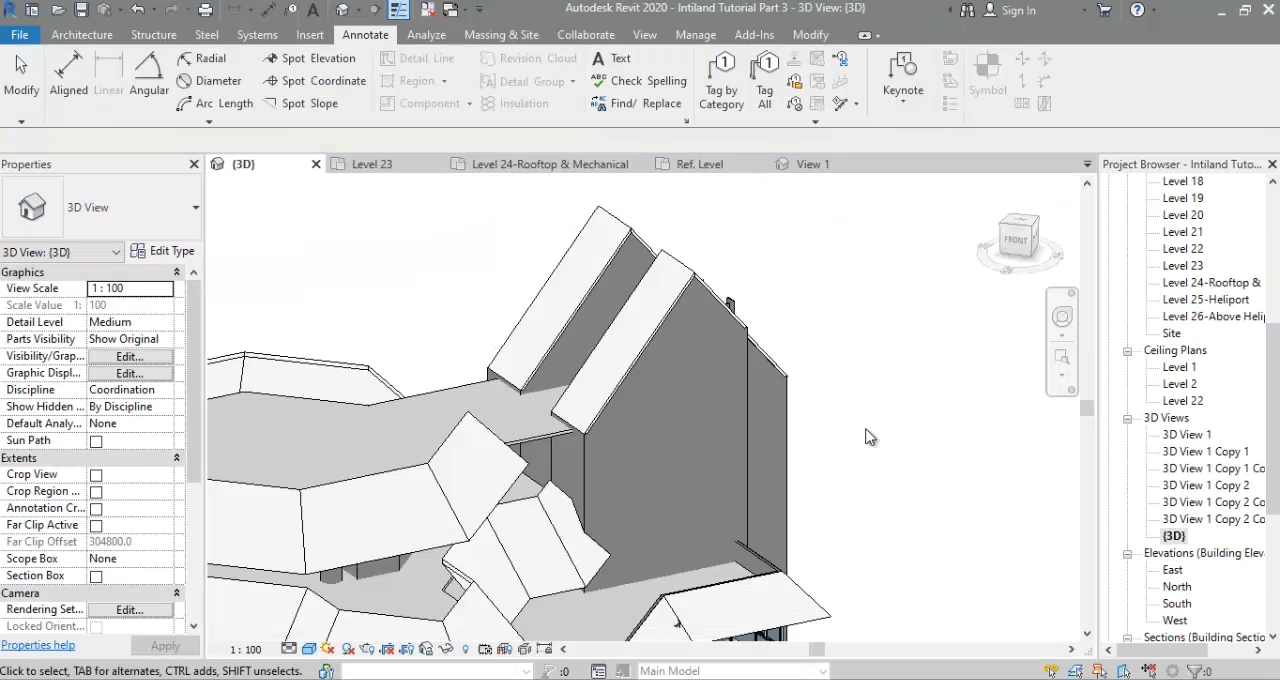 Autodesk Revit 2020 - Intiland Tutorial Part 3 - 3D View: {3D}
Sign In
File Architecture Structure Steel Systems Insert Annotate Analyze Massing & Site Collaborate View Manage Add-Ins Modify
Modify Aligned Linear Angular
Radial
Diameter
Arc Length
Spot Elevation
Spot Coordinate
Spot Slope
Detail Line
Region
Component
Revision Cloud
Detail Group
Insulation
A Text
ABC Check Spelling
Find/ Replace
Tag by Category
Tag All
Keynote
Symbol
Properties
{3D} Level 23 Level 24-Rooftop & Mechanical Ref. Level View 1
Project Browser - Intiland Tuto...
3D View
3D View: {3D} Edit Type
Graphics
View Scale 1 : 100
Scale Value 1: 100
Detail Level Medium
Parts Visibility Show Original
Visibility/Grap... Edit...
Graphic Displ... Edit...
Discipline Coordination
Show Hidden ... By Discipline
Default Analy... None
Sun Path
Extents
Crop View
Crop Region ...
Annotation Cr...
Far Clip Active
Far Clip Offset 304800.0
Scope Box None
Section Box
Camera
Rendering Set... Edit...
Locked Orient...
Properties help Apply
FRONT
Level 18
Level 19
Level 20
Level 21
Level 22
Level 23
Level 24-Rooftop &
Level 25-Heliport
Level 26-Above Heli
Site
Ceiling Plans
Level 1
Level 2
Level 22
3D Views
3D View 1
3D View 1 Copy 1
3D View 1 Copy 1 Co
3D View 1 Copy 2
3D View 1 Copy 2 Co
3D View 1 Copy 2 Co
{3D}
Elevations (Building Elev
East
North
South
West
Sections (Building Sectio
1 : 100
Click to select, TAB for alternates, CTRL adds, SHIFT unselects.
:0
Main Model
:0